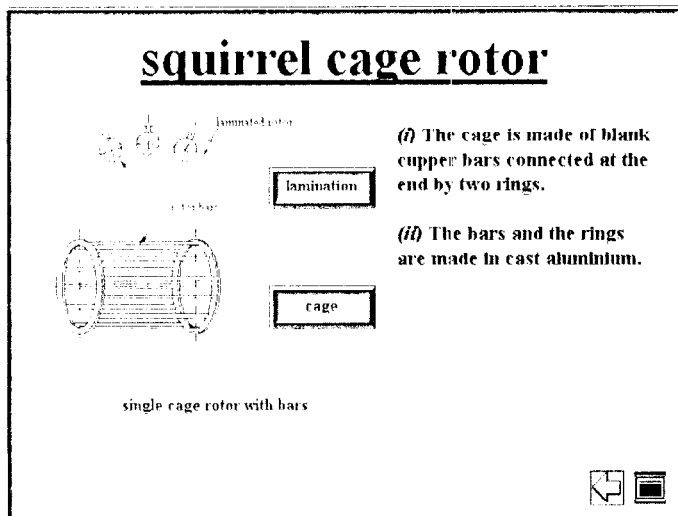 squirrel cage rotor
laminated rotor
(i) The cage is made of blank
cupper bars connected at the
end by two rings.
lamination
(ii) The bars and the rings
are made in cast aluminium.
cage
single cage rotor with bars